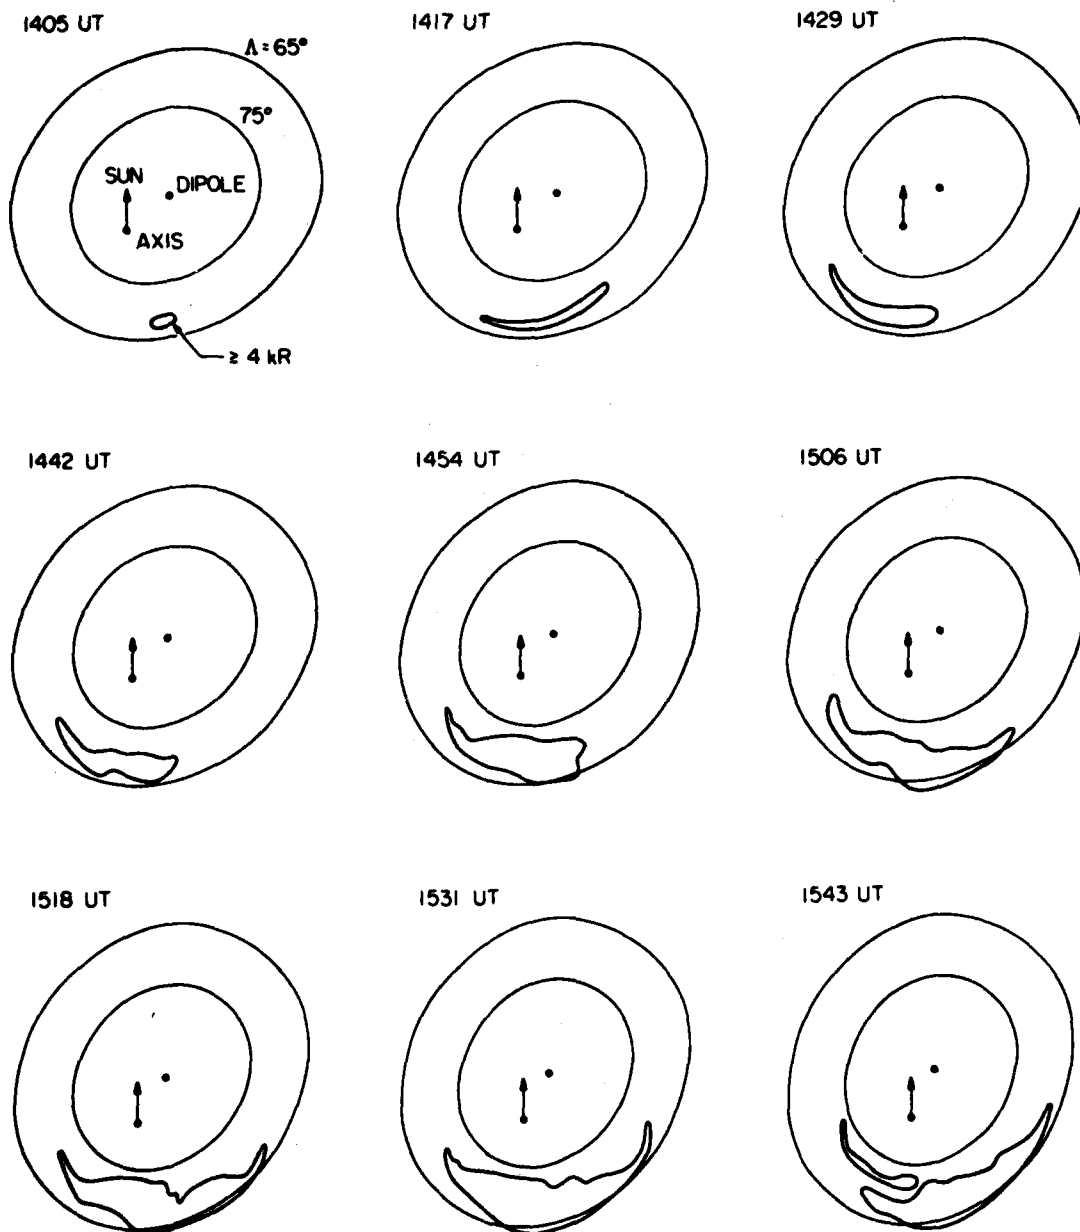 1405 UT
1417 UT
1429 UT
Λ = 65°
75°
SUN
DIPOLE
AXIS
≥ 4 kR
1442 UT
1454 UT
1506 UT
1518 UT
1531 UT
1543 UT